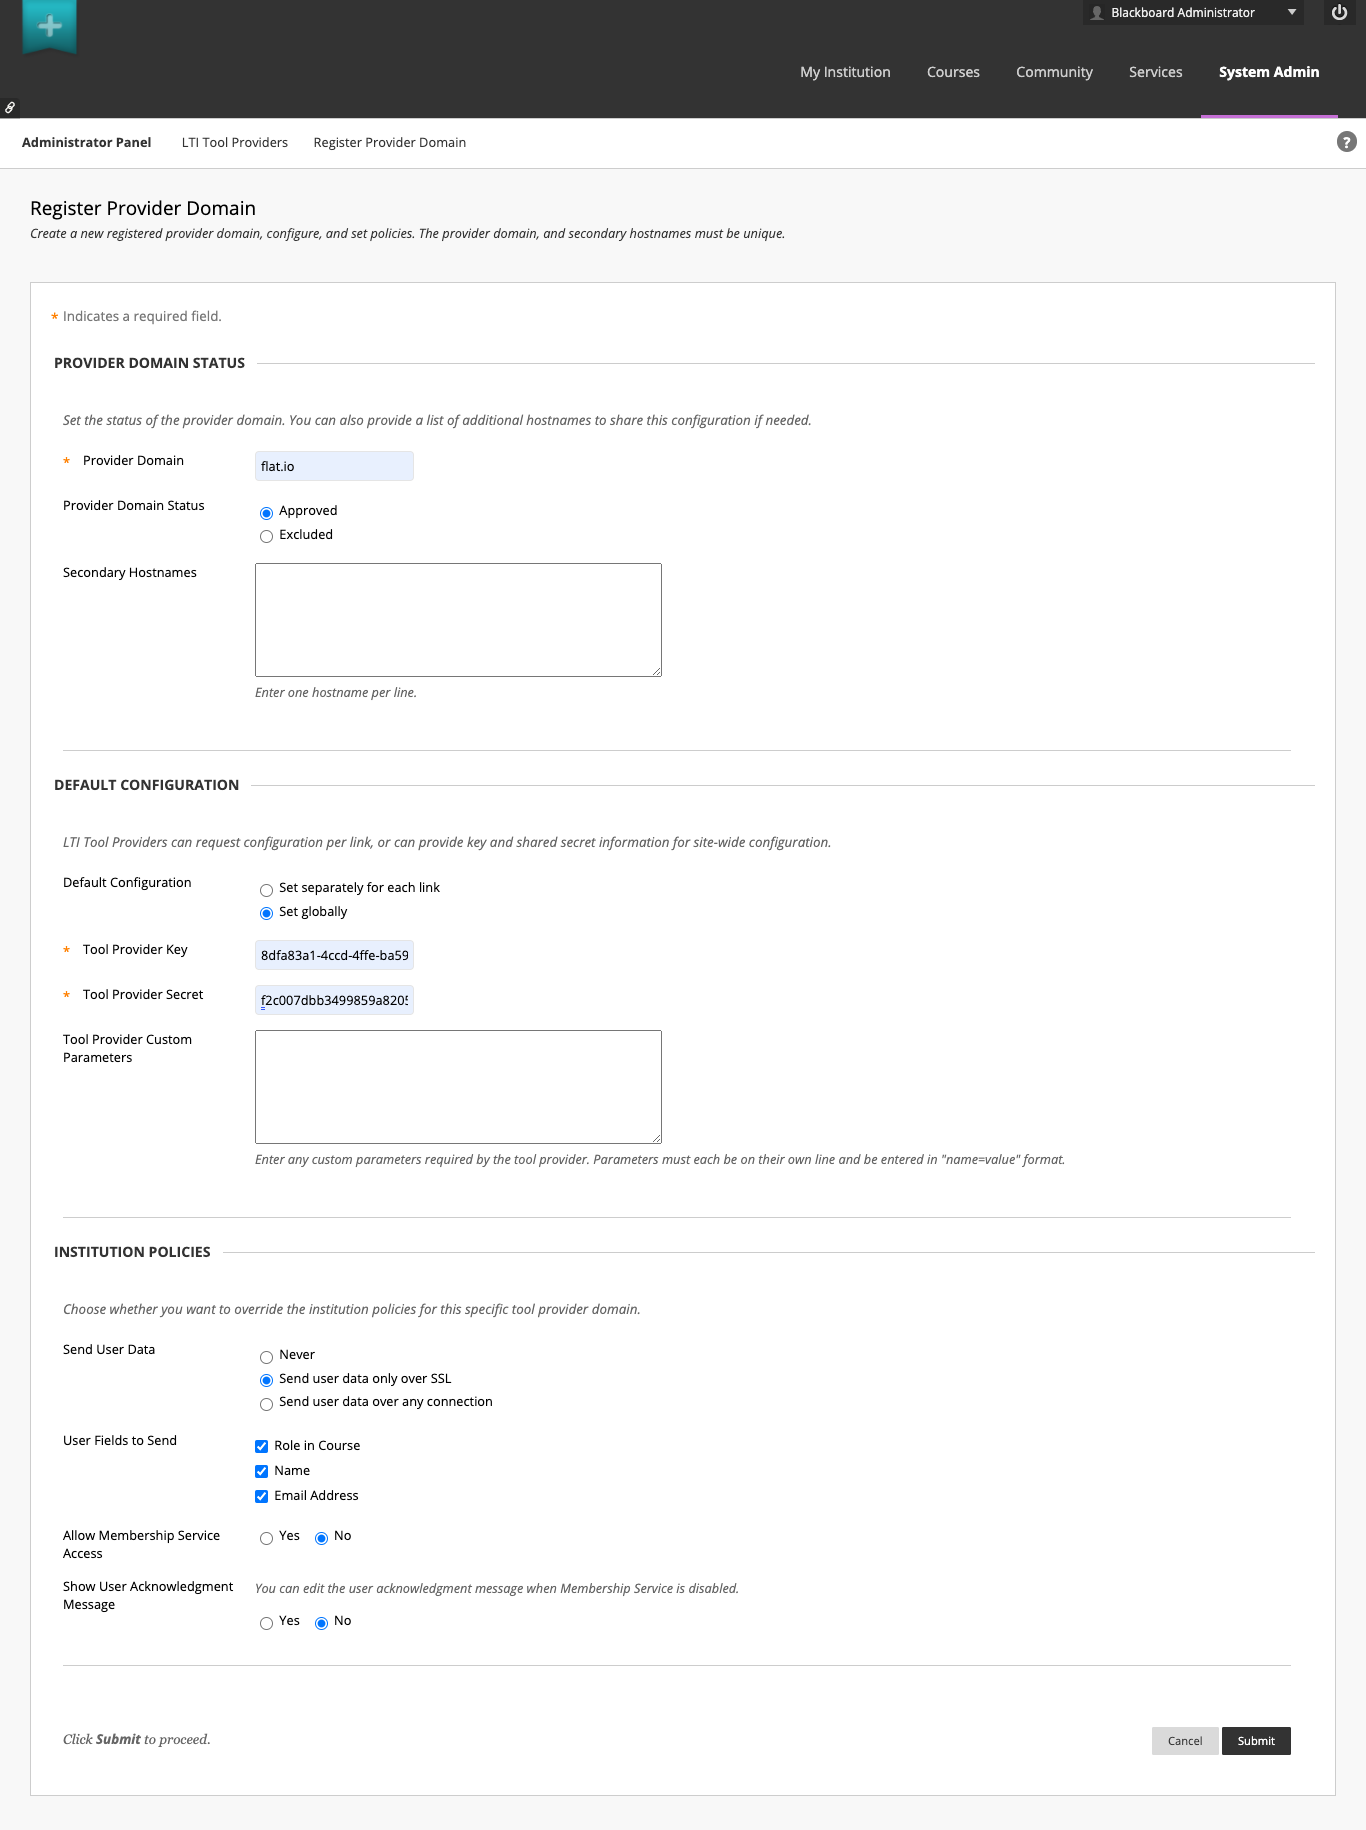 Blackboard Administrator
My Institution Courses Community Services System Admin
Administrator Panel LTI Tool Providers Register Provider Domain
?
Register Provider Domain
Create a new registered provider domain, configure, and set policies. The provider domain, and secondary hostnames must be unique.
* Indicates a required field.
PROVIDER DOMAIN STATUS
Set the status of the provider domain. You can also provide a list of additional hostnames to share this configuration if needed.
* Provider Domain flat.io
Provider Domain Status Approved
Excluded
Secondary Hostnames
Enter one hostname per line.
DEFAULT CONFIGURATION
LTI Tool Providers can request configuration per link, or can provide key and shared secret information for site-wide configuration.
Default Configuration Set separately for each link
Set globally
* Tool Provider Key 8dfa83a1-4ccd-4ffe-ba59
* Tool Provider Secret f2c007dbb3499859a8205
Tool Provider Custom
Parameters
Enter any custom parameters required by the tool provider. Parameters must each be on their own line and be entered in "name=value" format.
INSTITUTION POLICIES
Choose whether you want to override the institution policies for this specific tool provider domain.
Send User Data Never
Send user data only over SSL
Send user data over any connection
User Fields to Send Role in Course
Name
Email Address
Allow Membership Service Yes No
Access
Show User Acknowledgment You can edit the user acknowledgment message when Membership Service is disabled.
Message
Yes No
Click Submit to proceed. Cancel Submit